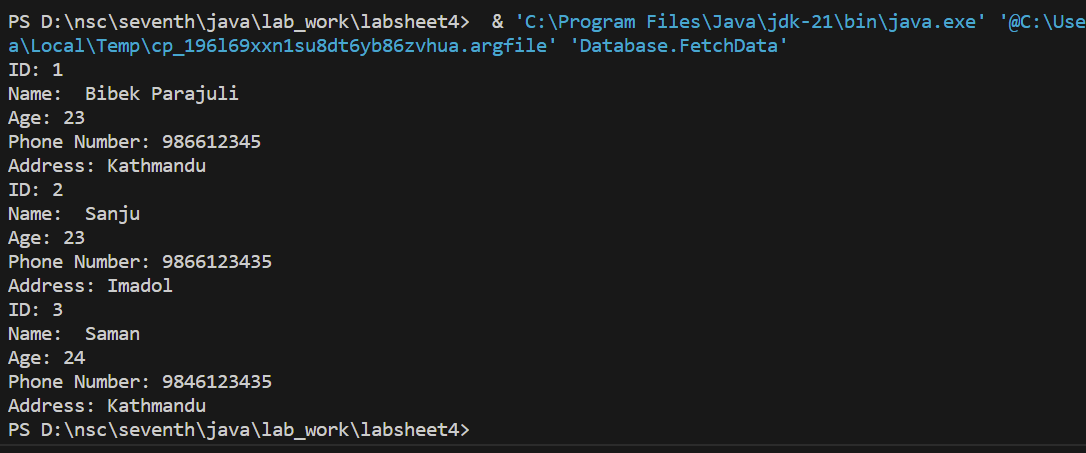 PS D:\nsc\seventh\java\lab_work\labsheet4>  & 'C:\Program Files\Java\jdk-21\bin\java.exe' '@C:\Use
a\Local\Temp\cp_196l69xxn1su8dt6yb86zvhua.argfile' 'Database.FetchData'
ID: 1
Name:  Bibek Parajuli
Age: 23
Phone Number: 986612345
Address: Kathmandu
ID: 2
Name:  Sanju
Age: 23
Phone Number: 9866123435
Address: Imadol
ID: 3
Name:  Saman
Age: 24
Phone Number: 9846123435
Address: Kathmandu
PS D:\nsc\seventh\java\lab_work\labsheet4>